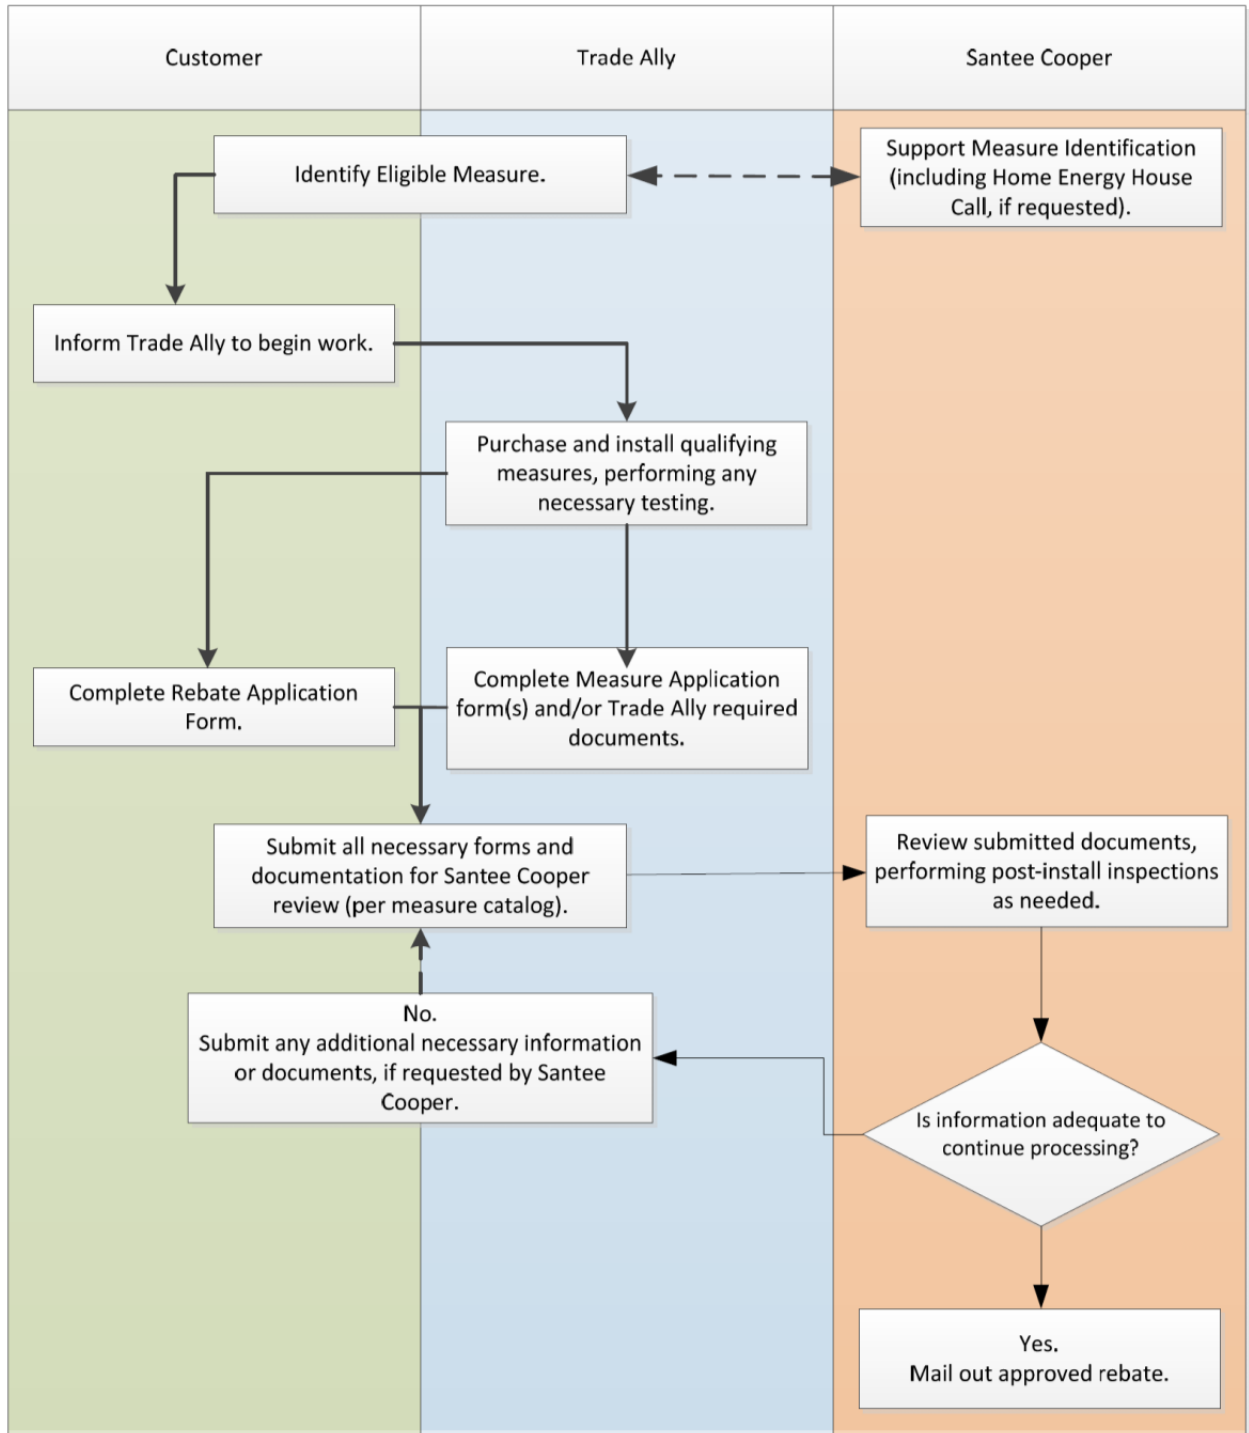 Customer
Trade Ally
Santee Cooper
Identify Eligible Measure.
Support Measure Identification
(including Home Energy House
Call, if requested).
Inform Trade Ally to begin work.
Purchase and install qualifying
measures, performing any
necessary testing.
Complete Rebate Application
Form.
Complete Measure Application
form(s) and/or Trade Ally required
documents.
Submit all necessary forms and
documentation for Santee Cooper
review (per measure catalog).
Review submitted documents,
performing post-install inspections
as needed.
No.
Submit any additional necessary information
or documents, if requested by Santee
Cooper.
Is information adequate to
continue processing?
Yes.
Mail out approved rebate.